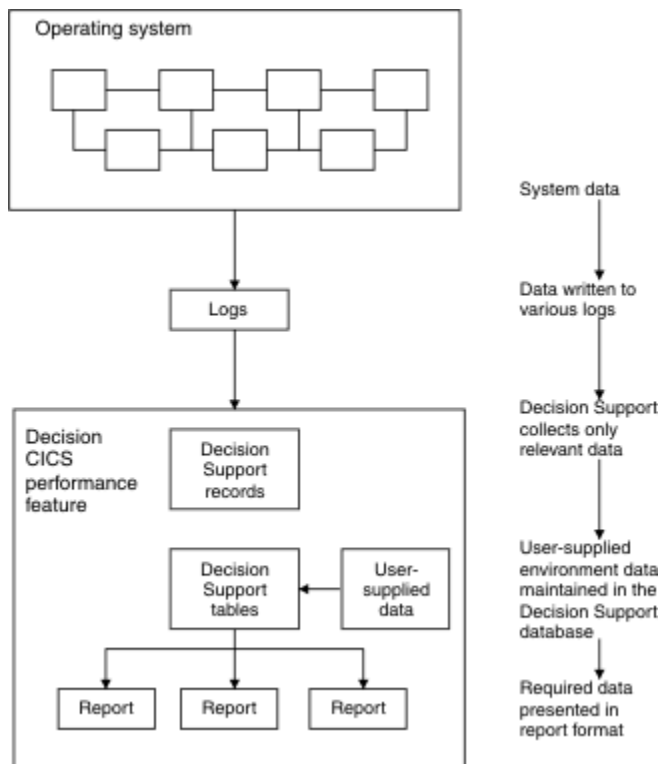 Operating system
Logs
Decision
CICS
performance
feature
Decision
Support
records
Decision
Support
tables
User-
supplied
data
Report
Report
Report
System data
Data written to
various logs
Decision Support
collects only
relevant data
User-supplied
environment data
maintained in the
Decision Support
database
Required data
presented in
report format